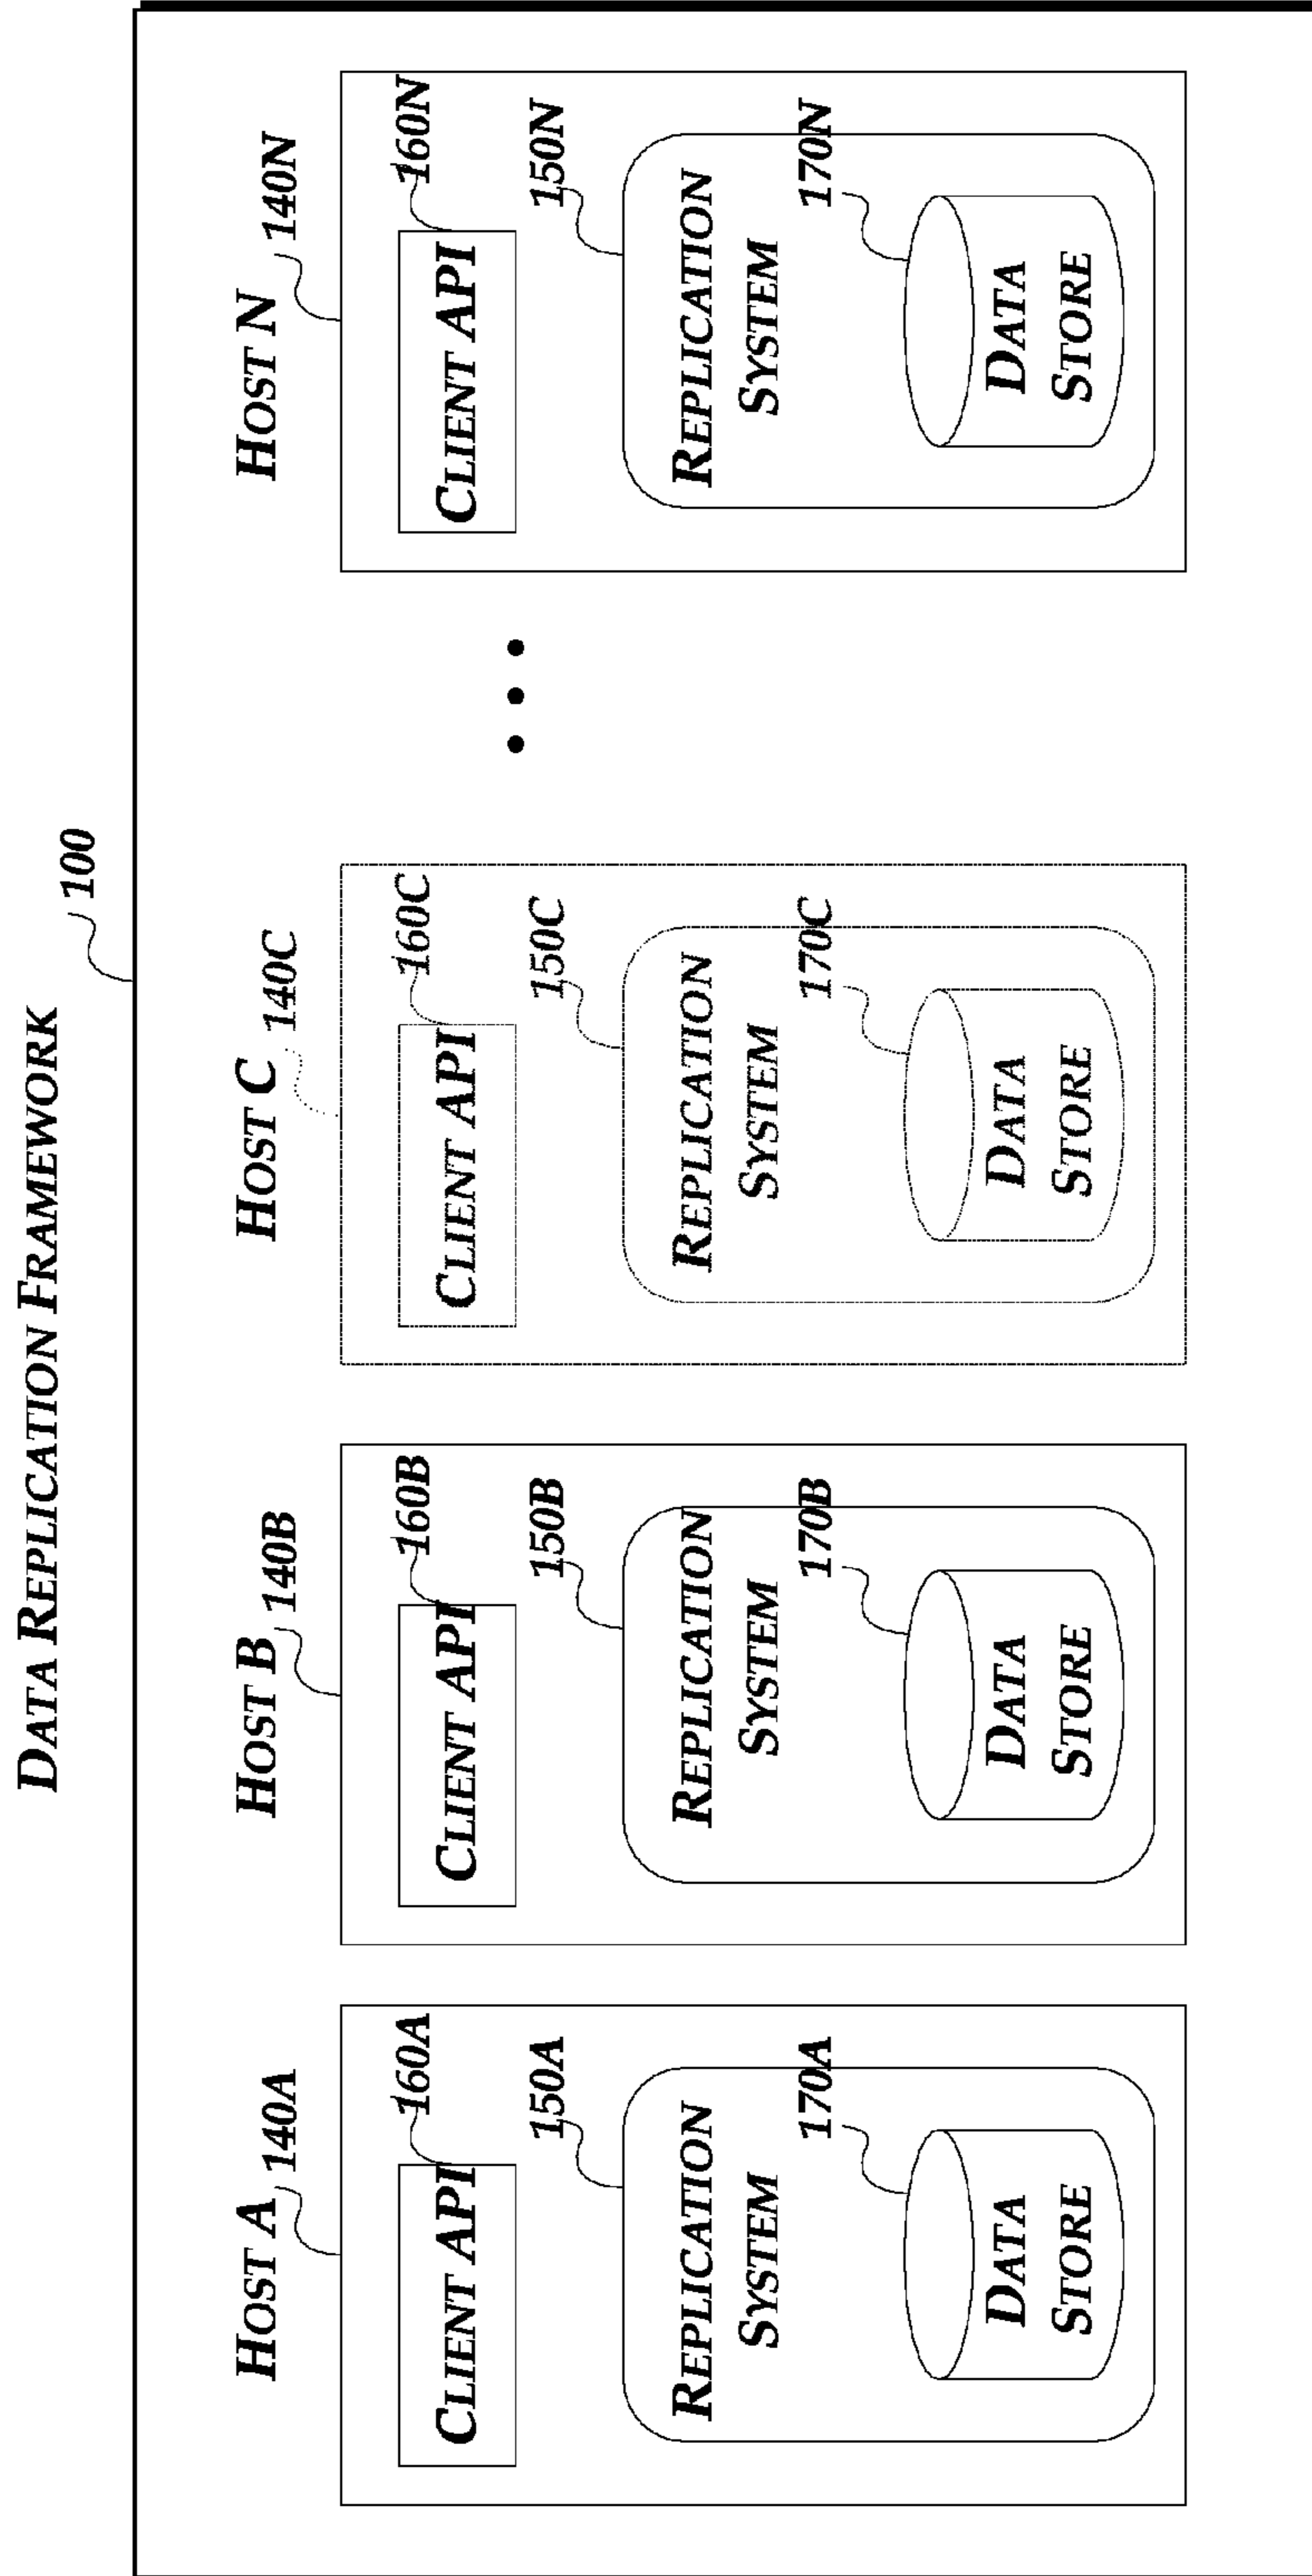 DATA REPLICATION FRAMEWORK
100
HOST A
140A
160A
CLIENT API
150A
REPLICATION
SYSTEM
170A
DATA
STORE
HOST B
140B
160B
CLIENT API
150B
REPLICATION
SYSTEM
170B
DATA
STORE
HOST C
140C
160C
CLIENT API
150C
REPLICATION
SYSTEM
170C
DATA
STORE
HOST N
140N
160N
CLIENT API
150N
REPLICATION
SYSTEM
170N
DATA
STORE